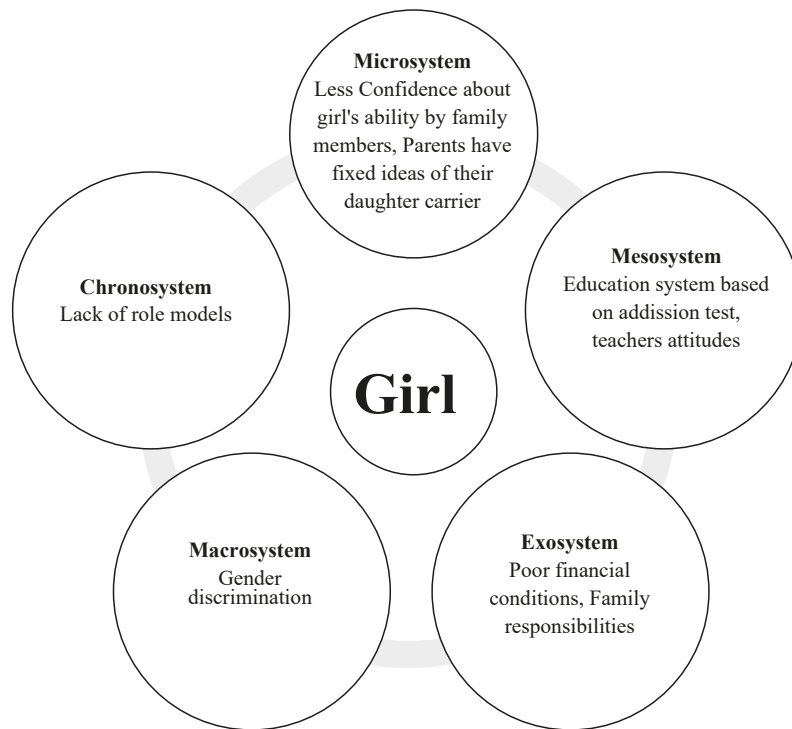 Microsystem
Less Confidence about
girl's ability by family
members, Parents have
fixed ideas of their
daughter carrier
Mesosystem
Education system based
on addission test,
teachers attitudes
Chronosystem
Lack of role models
Girl
Macrosystem
Gender
discrimination
Exosystem
Poor financial
conditions, Family
responsibilities